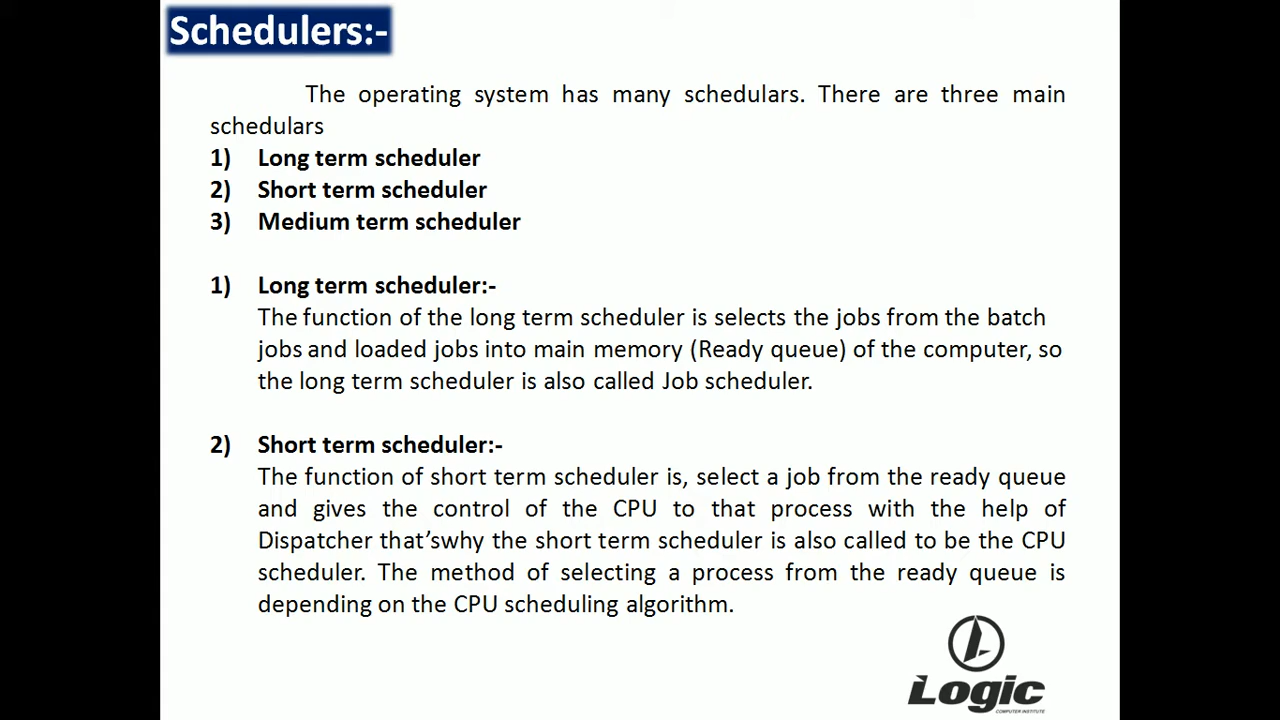 Schedulers:-
The operating system has many schedulars. There are three main
schedulars
1) Long term scheduler
2) Short term scheduler
3) Medium term scheduler
1) Long term scheduler:-
The function of the long term scheduler is selects the jobs from the batch
jobs and loaded jobs into main memory (Ready queue) of the computer, so
the long term scheduler is also called Job scheduler.
2) Short term scheduler:-
The function of short term scheduler is, select a job from the ready queue
and gives the control of the CPU to that process with the help of
Dispatcher that'swhy the short term scheduler is also called to be the CPU
scheduler. The method of selecting a process from the ready queue is
depending on the CPU scheduling algorithm.
Logic
COMPUTER INSTITUTE